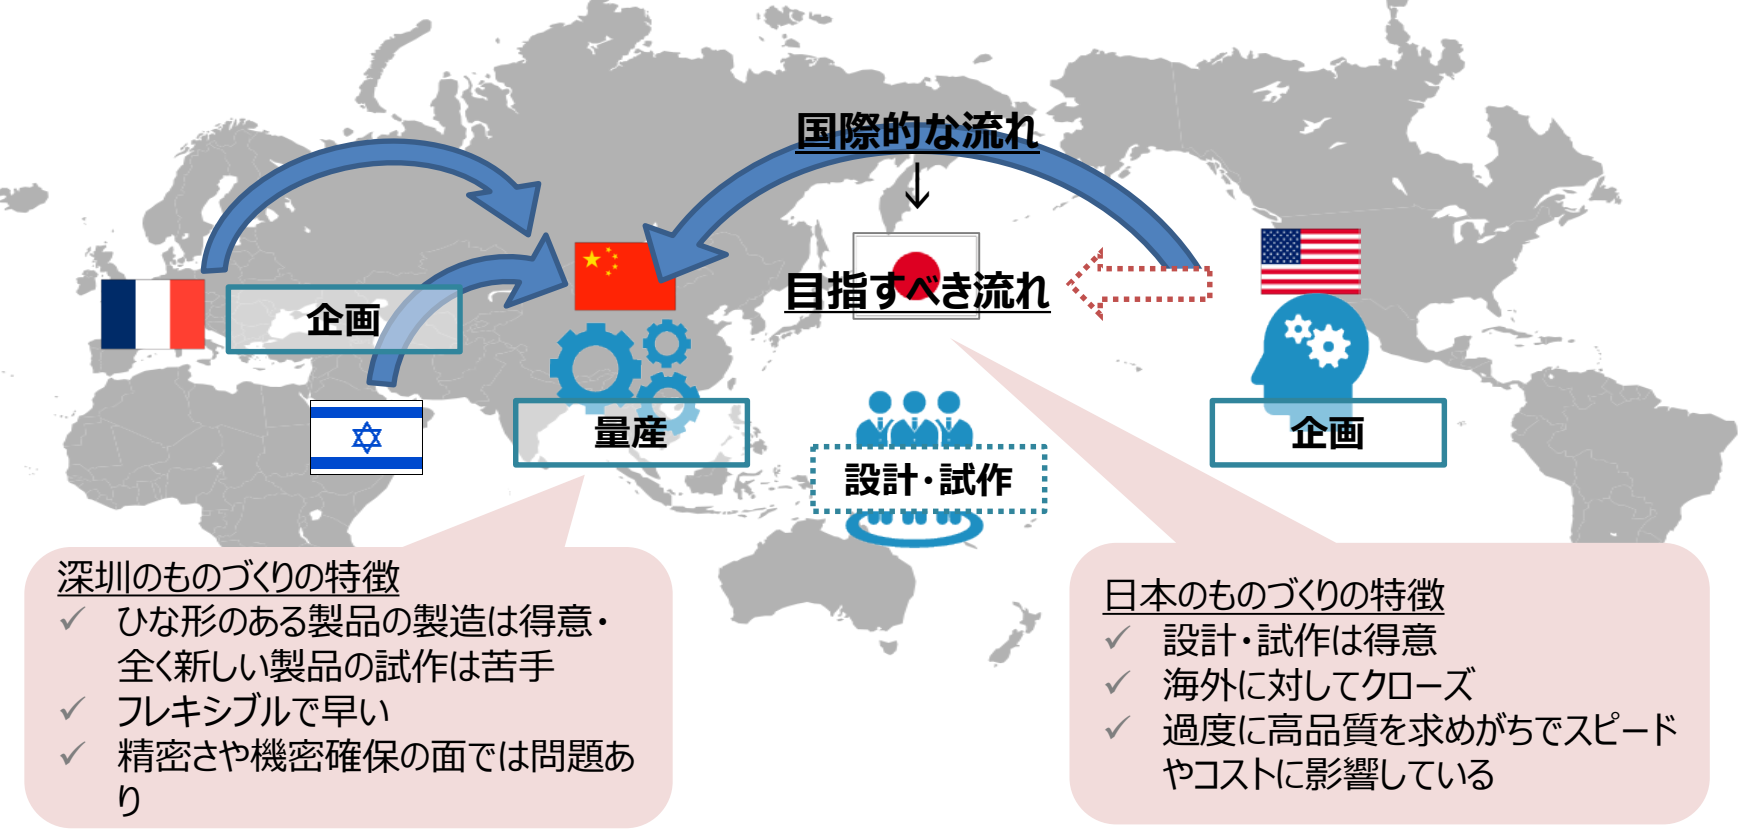 国際的な流れ
↓
目指すべき流れ
企画
量産
設計・試作
企画
深圳のものづくりの特徴
✓ ひな形のある製品の製造は得意・
全く新しい製品の試作は苦手
✓ フレキシブルで早い
✓ 精密さや機密確保の面では問題あ
り
日本のものづくりの特徴
✓ 設計・試作は得意
✓ 海外に対してクローズ
✓ 過度に高品質を求めがちでスピード
やコストに影響している